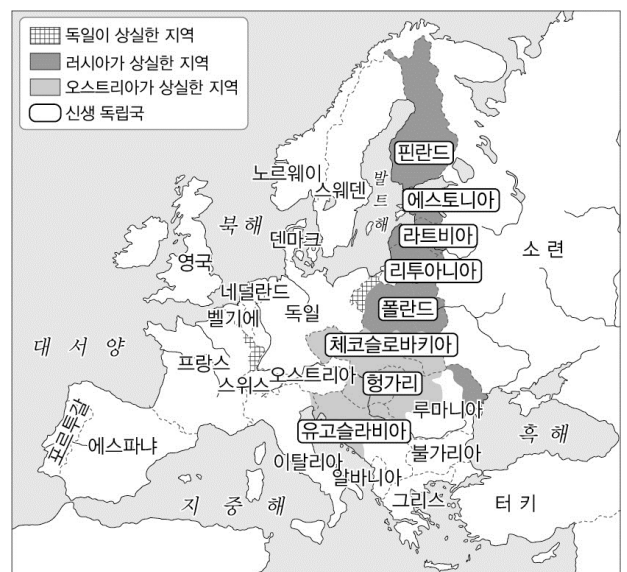 독일이 상실한 지역
러시아가 상실한 지역
오스트리아가 상실한 지역
신생 독립국
핀란드
노르웨이
스웨덴
발트해
에스토니아
북해
덴마크
라트비아
소련
영국
리투아니아
네덜란드
독일
폴란드
벨기에
대서양
체코슬로바키아
프랑스
스위스
오스트리아
헝가리
루마니아
포르투갈
에스파냐
유고슬라비아
흑해
불가리아
이탈리아
알바니아
지중해
그리스
터키